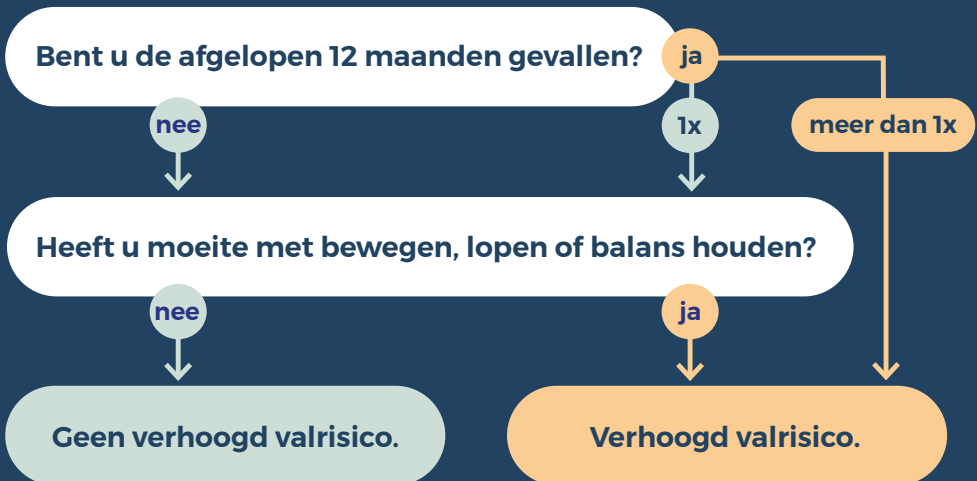 Bent u de afgelopen 12 maanden gevallen?
ja
nee
1x
meer dan 1x
Heeft u moeite met bewegen, lopen of balans houden?
nee
ja
Geen verhoogd valrisico.
Verhoogd valrisico.